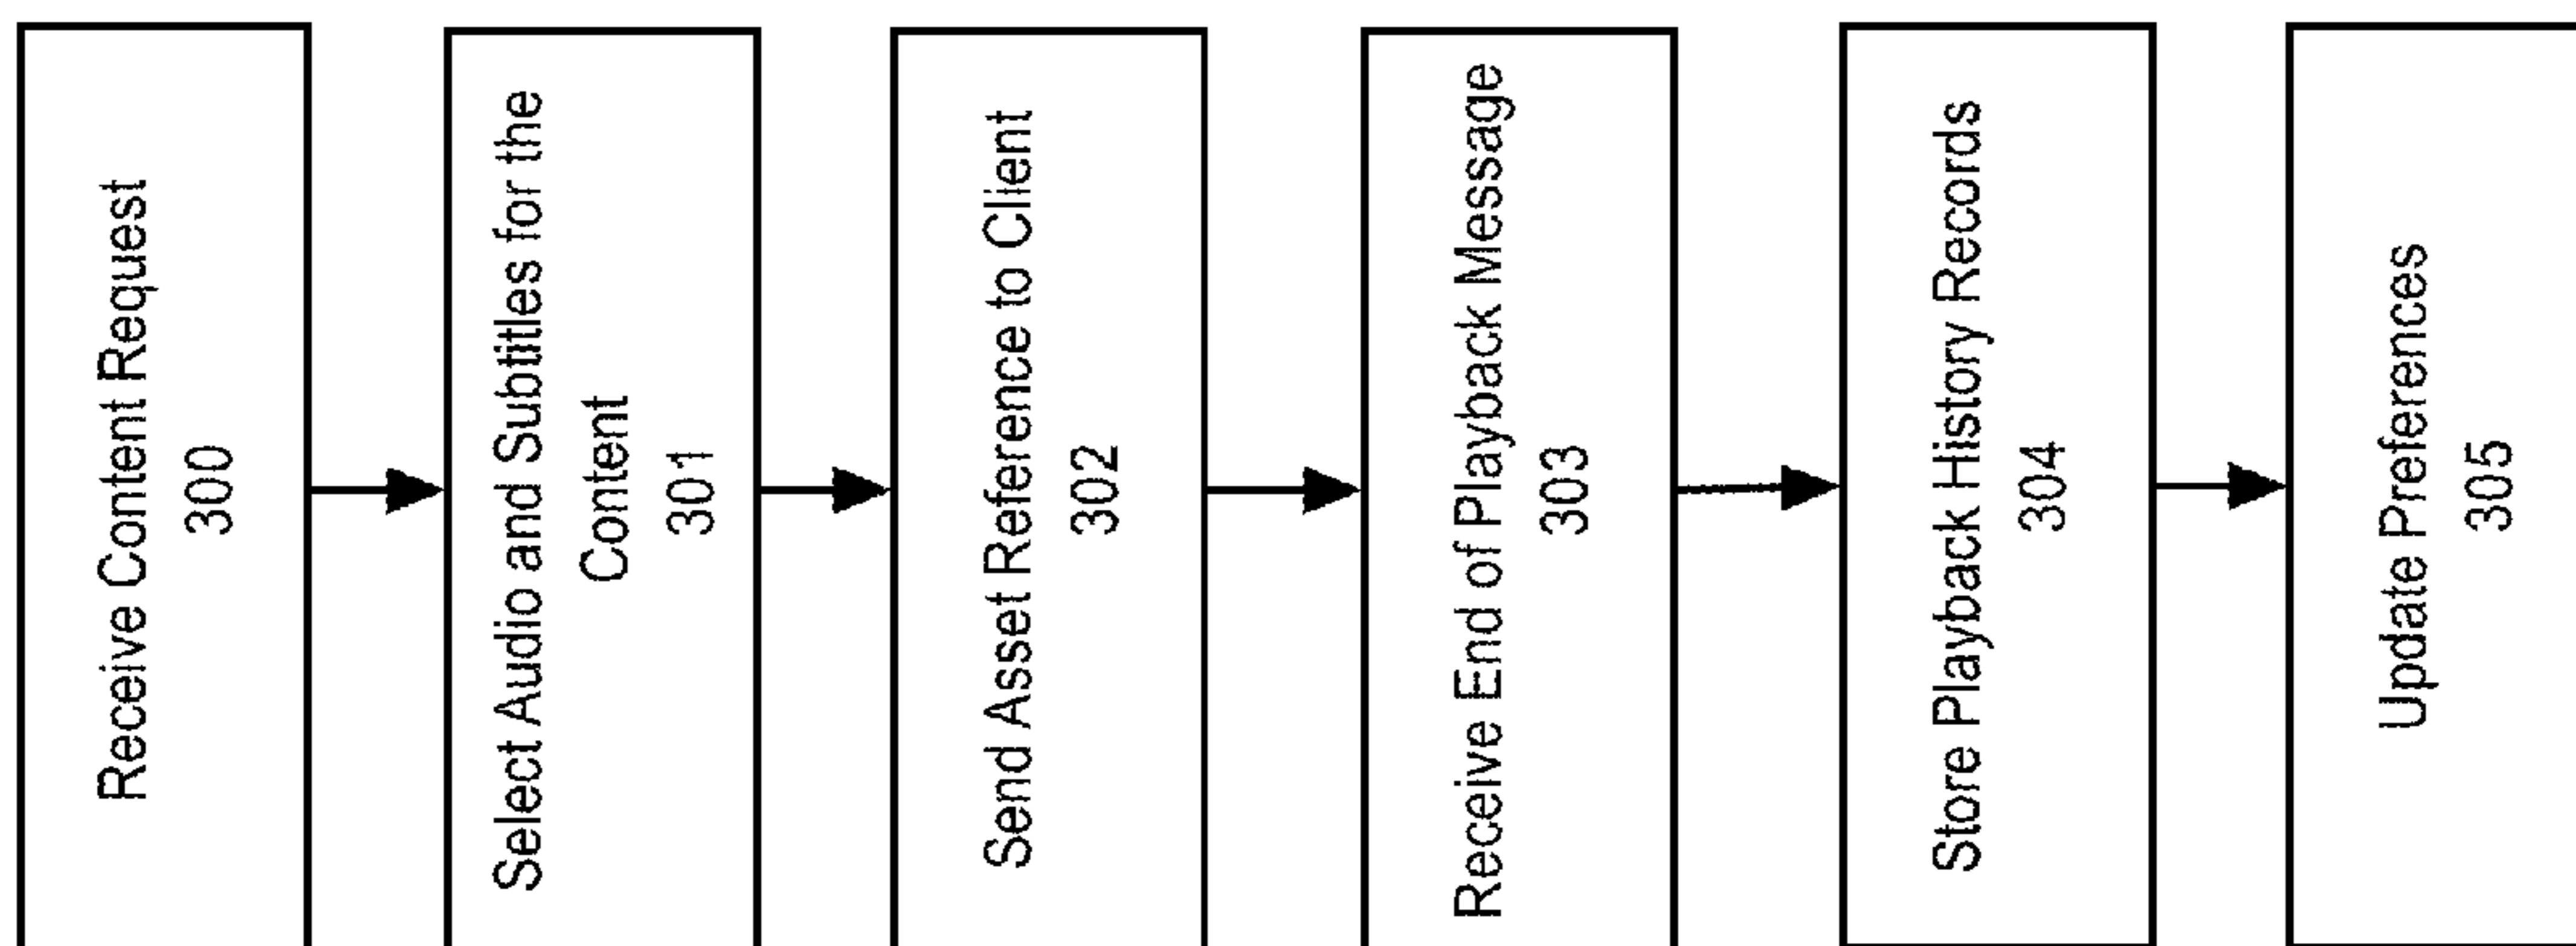 Receive Content Request
300
Select Audio and Subtitles for the
Content
301
Send Asset Reference to Client
302
Receive End of Playback Message
303
Store Playback History Records
304
Update Preferences
305